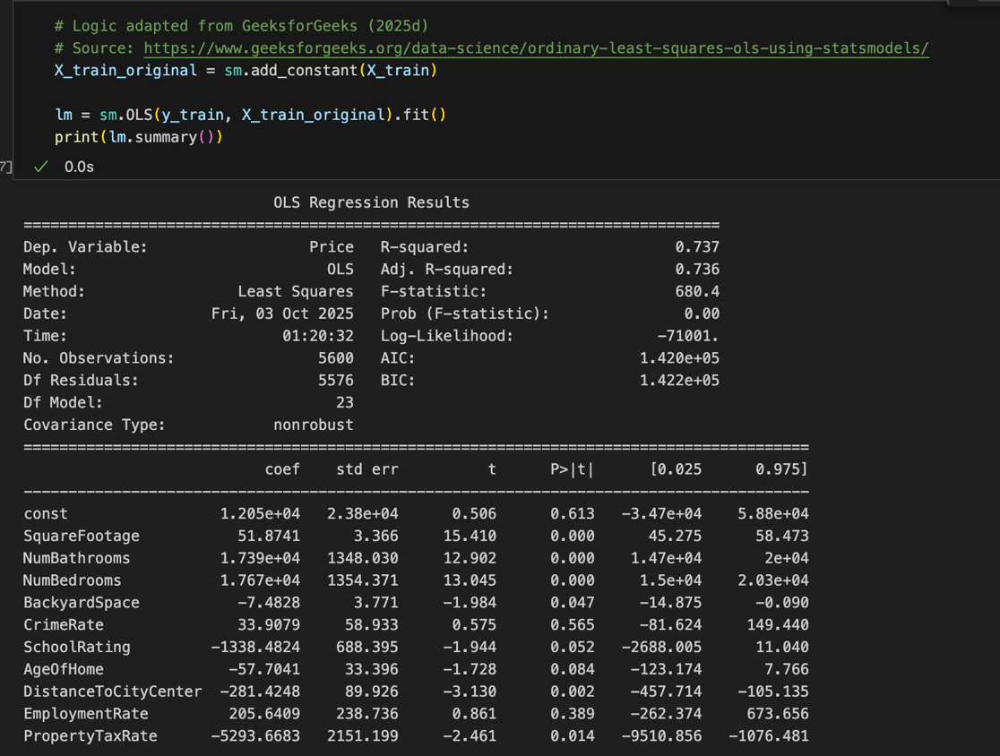 # Logic adapted from GeeksforGeeks (2025d)
# Source: https://www.geeksforgeeks.org/data-science/ordinary-least-squares-ols-using-statsmodels/
X_train_original = sm.add_constant(X_train)
lm = sm.OLS(y_train, X_train_original).fit()
print(lm.summary())
7] ✓ 0.0s
OLS Regression Results
==============================================================================
Dep. Variable: Price R-squared: 0.737
Model: OLS Adj. R-squared: 0.736
Method: Least Squares F-statistic: 680.4
Date: Fri, 03 Oct 2025 Prob (F-statistic): 0.00
Time: 01:20:32 Log-Likelihood: -71001.
No. Observations: 5600 AIC: 1.420e+05
Df Residuals: 5576 BIC: 1.422e+05
Df Model: 23
Covariance Type: nonrobust
========================================================================================
coef std err t P>|t| [0.025 0.975]
----------------------------------------------------------------------------------------
const 1.205e+04 2.38e+04 0.506 0.613 -3.47e+04 5.88e+04
SquareFootage 51.8741 3.366 15.410 0.000 45.275 58.473
NumBathrooms 1.739e+04 1348.030 12.902 0.000 1.47e+04 2e+04
NumBedrooms 1.767e+04 1354.371 13.045 0.000 1.5e+04 2.03e+04
BackyardSpace -7.4828 3.771 -1.984 0.047 -14.875 -0.090
CrimeRate 33.9079 58.933 0.575 0.565 -81.624 149.440
SchoolRating -1338.4824 688.395 -1.944 0.052 -2688.005 11.040
AgeOfHome -57.7041 33.396 -1.728 0.084 -123.174 7.766
DistanceToCityCenter -281.4248 89.926 -3.130 0.002 -457.714 -105.135
EmploymentRate 205.6409 238.736 0.861 0.389 -262.374 673.656
PropertyTaxRate -5293.6683 2151.199 -2.461 0.014 -9510.856 -1076.481